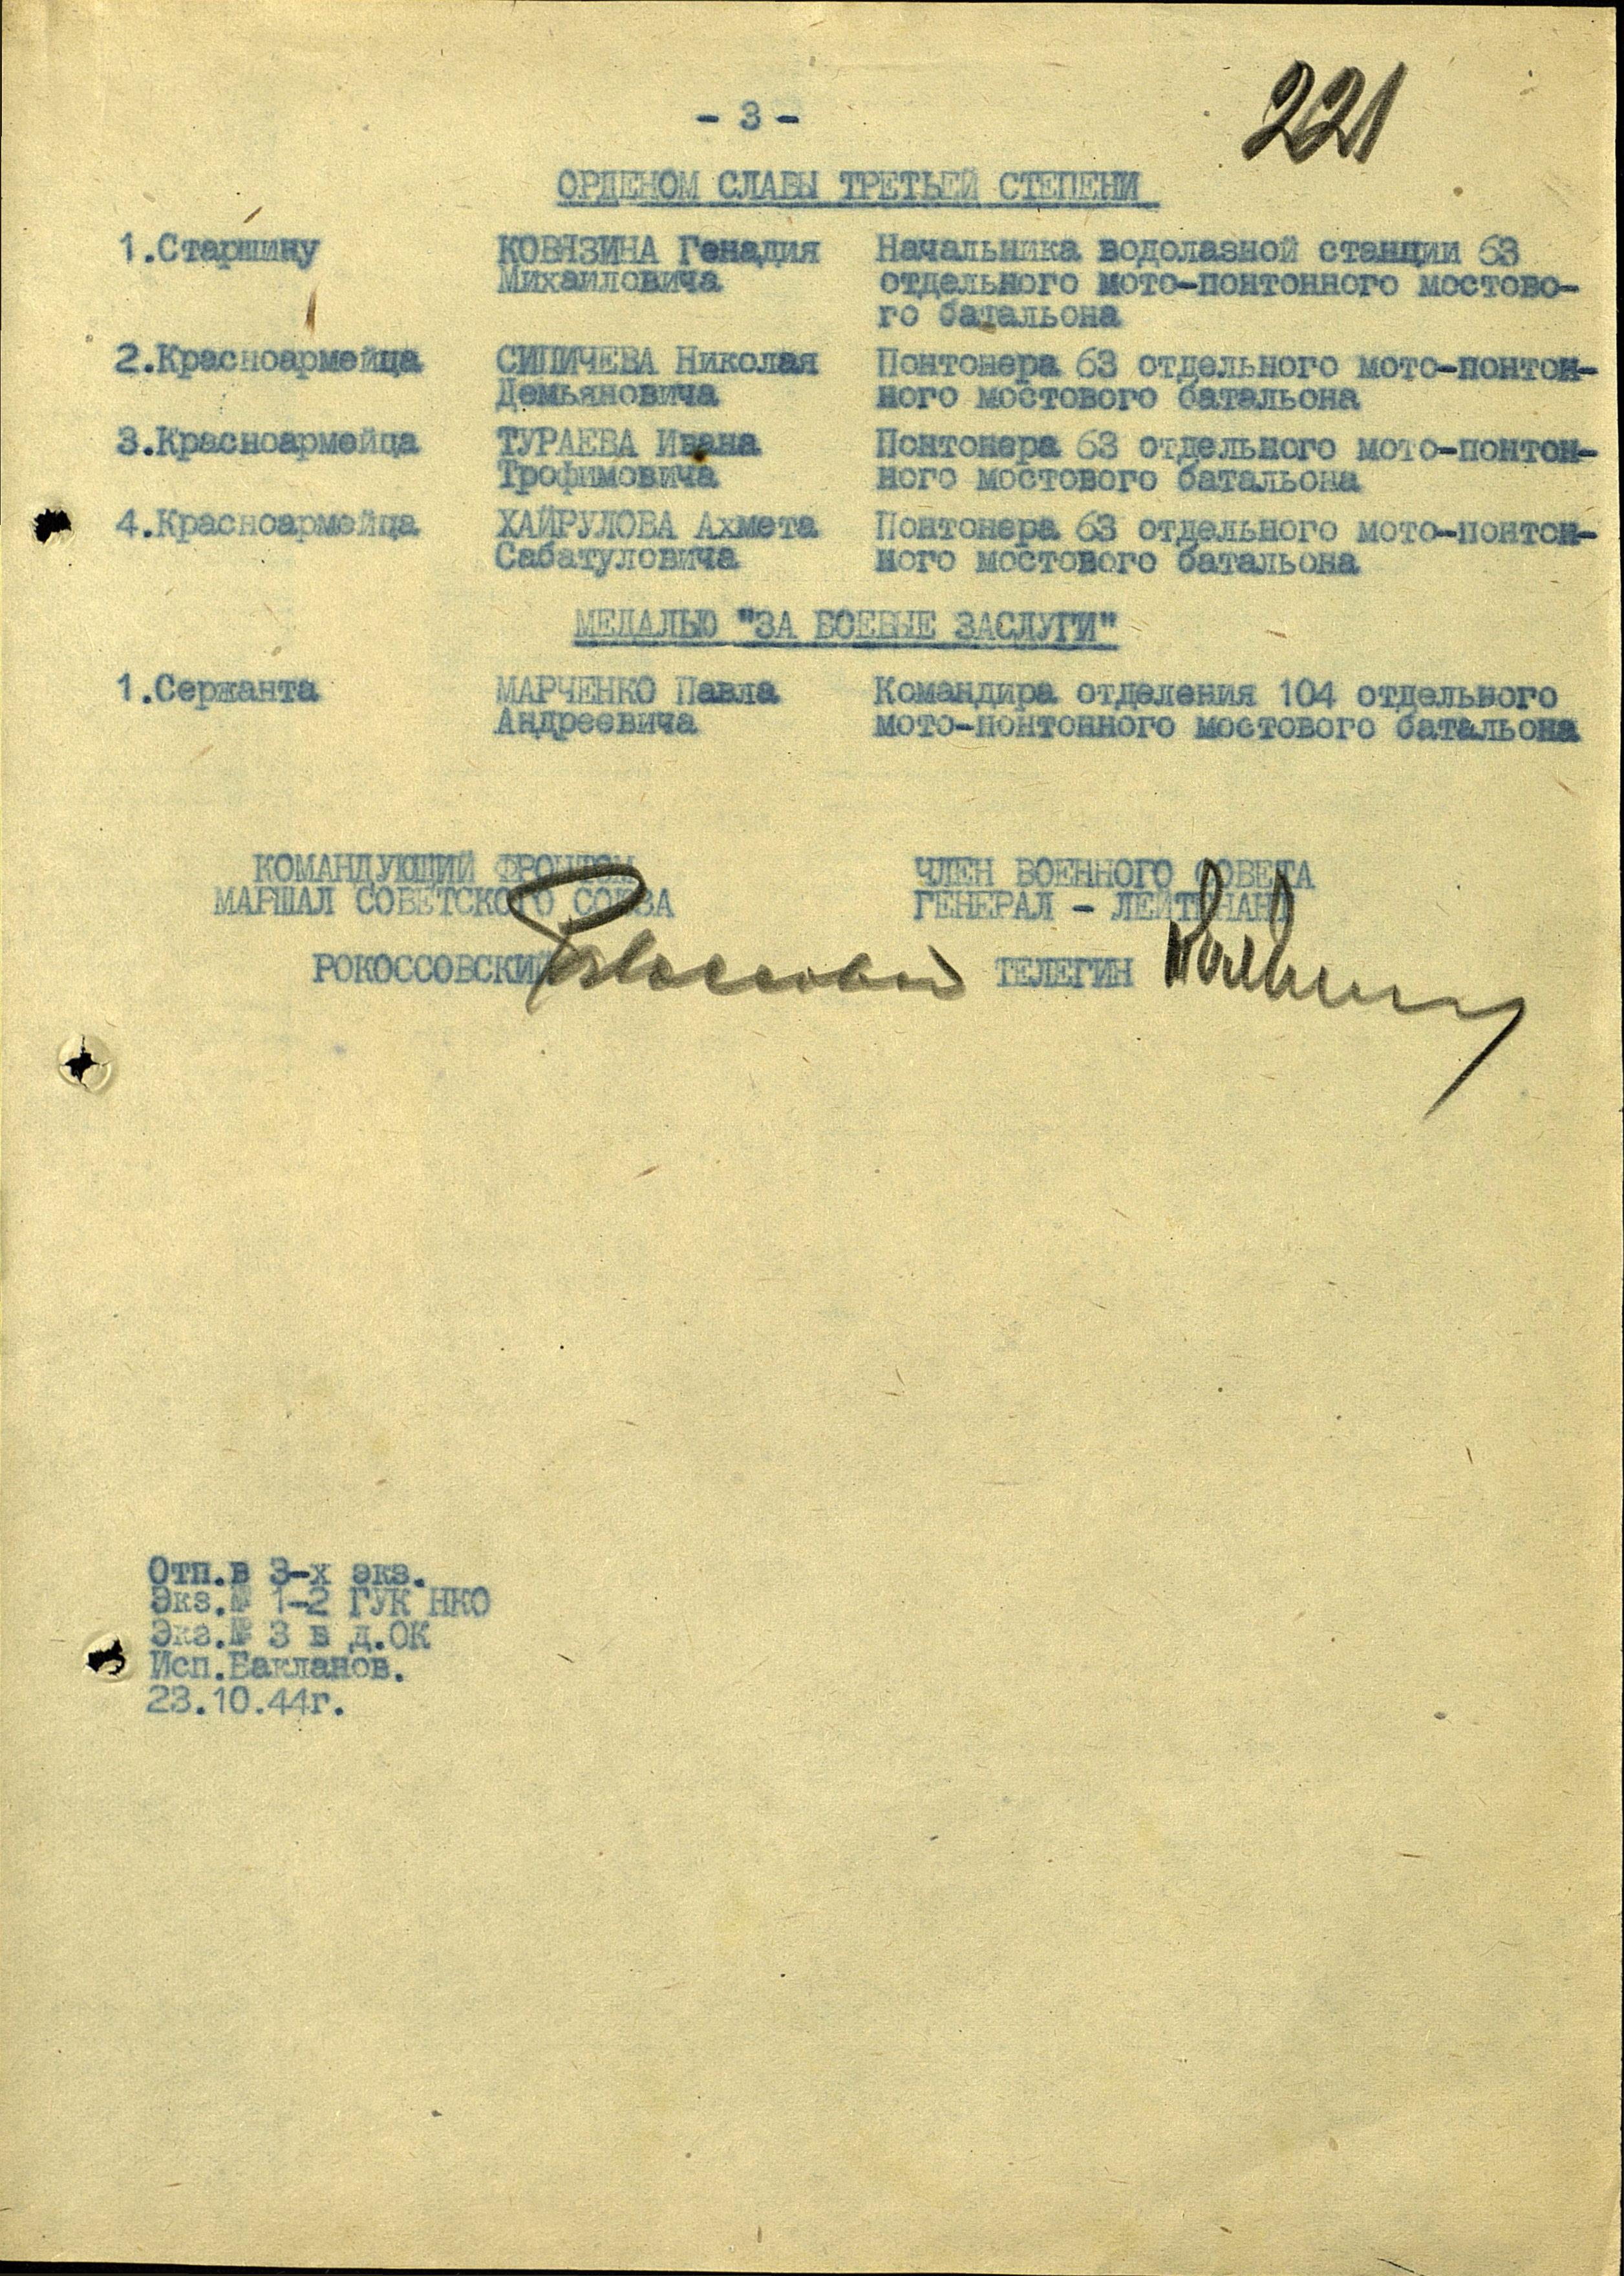 221
- 3 -
ОРДЕНОМ СЛАВЫ ТРЕТЬЕЙ СТЕПЕНИ
1.Старшину КОВЯЗИНА Генадия Начальника водолазной станции 63
Михайловича отдельного мото-понтонного мостово-
го батальона
2.Красноармейца СИПИЧЕВА Николая Понтонера 63 отдельного мото-понтон-
Демьяновича ного мостового батальона
3.Красноармейца ТУРАЕВА Ивана Понтонера 63 отдельного мото-понтон-
Трофимовича ного мостового батальона
4.Красноармейца ХАЙРУЛОВА Ахмета Понтонера 63 отдельного мото-понтон-
Сабатуловича ного мостового батальона
МЕДАЛЬЮ "ЗА БОЕВЫЕ ЗАСЛУГИ"
1.Сержанта МАРЧЕНКО Павла Командира отделения 104 отдельного
Андреевича мото-понтонного мостового батальона
КОМАНДУЮЩИЙ ФРОНТОМ ЧЛЕН ВОЕННОГО СОВЕТА
МАРШАЛ СОВЕТСКОГО СОЮЗА ГЕНЕРАЛ - ЛЕЙТЕНАНТ
РОКОССОВСКИЙ ТЕЛЕГИН
Отп.в 3-х экз.
Экз.№ 1-2 ГУК НКО
Экз.№ 3 в д.ОК
Исп.Бакланов.
23.10.44г.